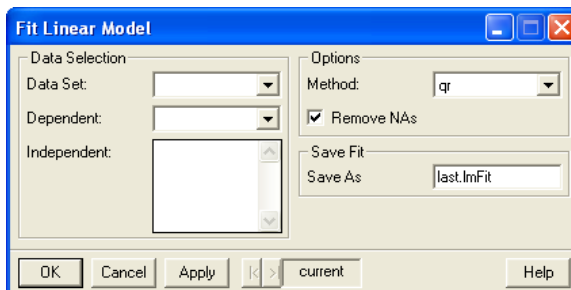 Fit Linear Model
Data Selection
Data Set:
Dependent:
Independent:
Options
Method: qr
Remove NAs
Save Fit
Save As last.lmFit
OK Cancel Apply |< > current Help